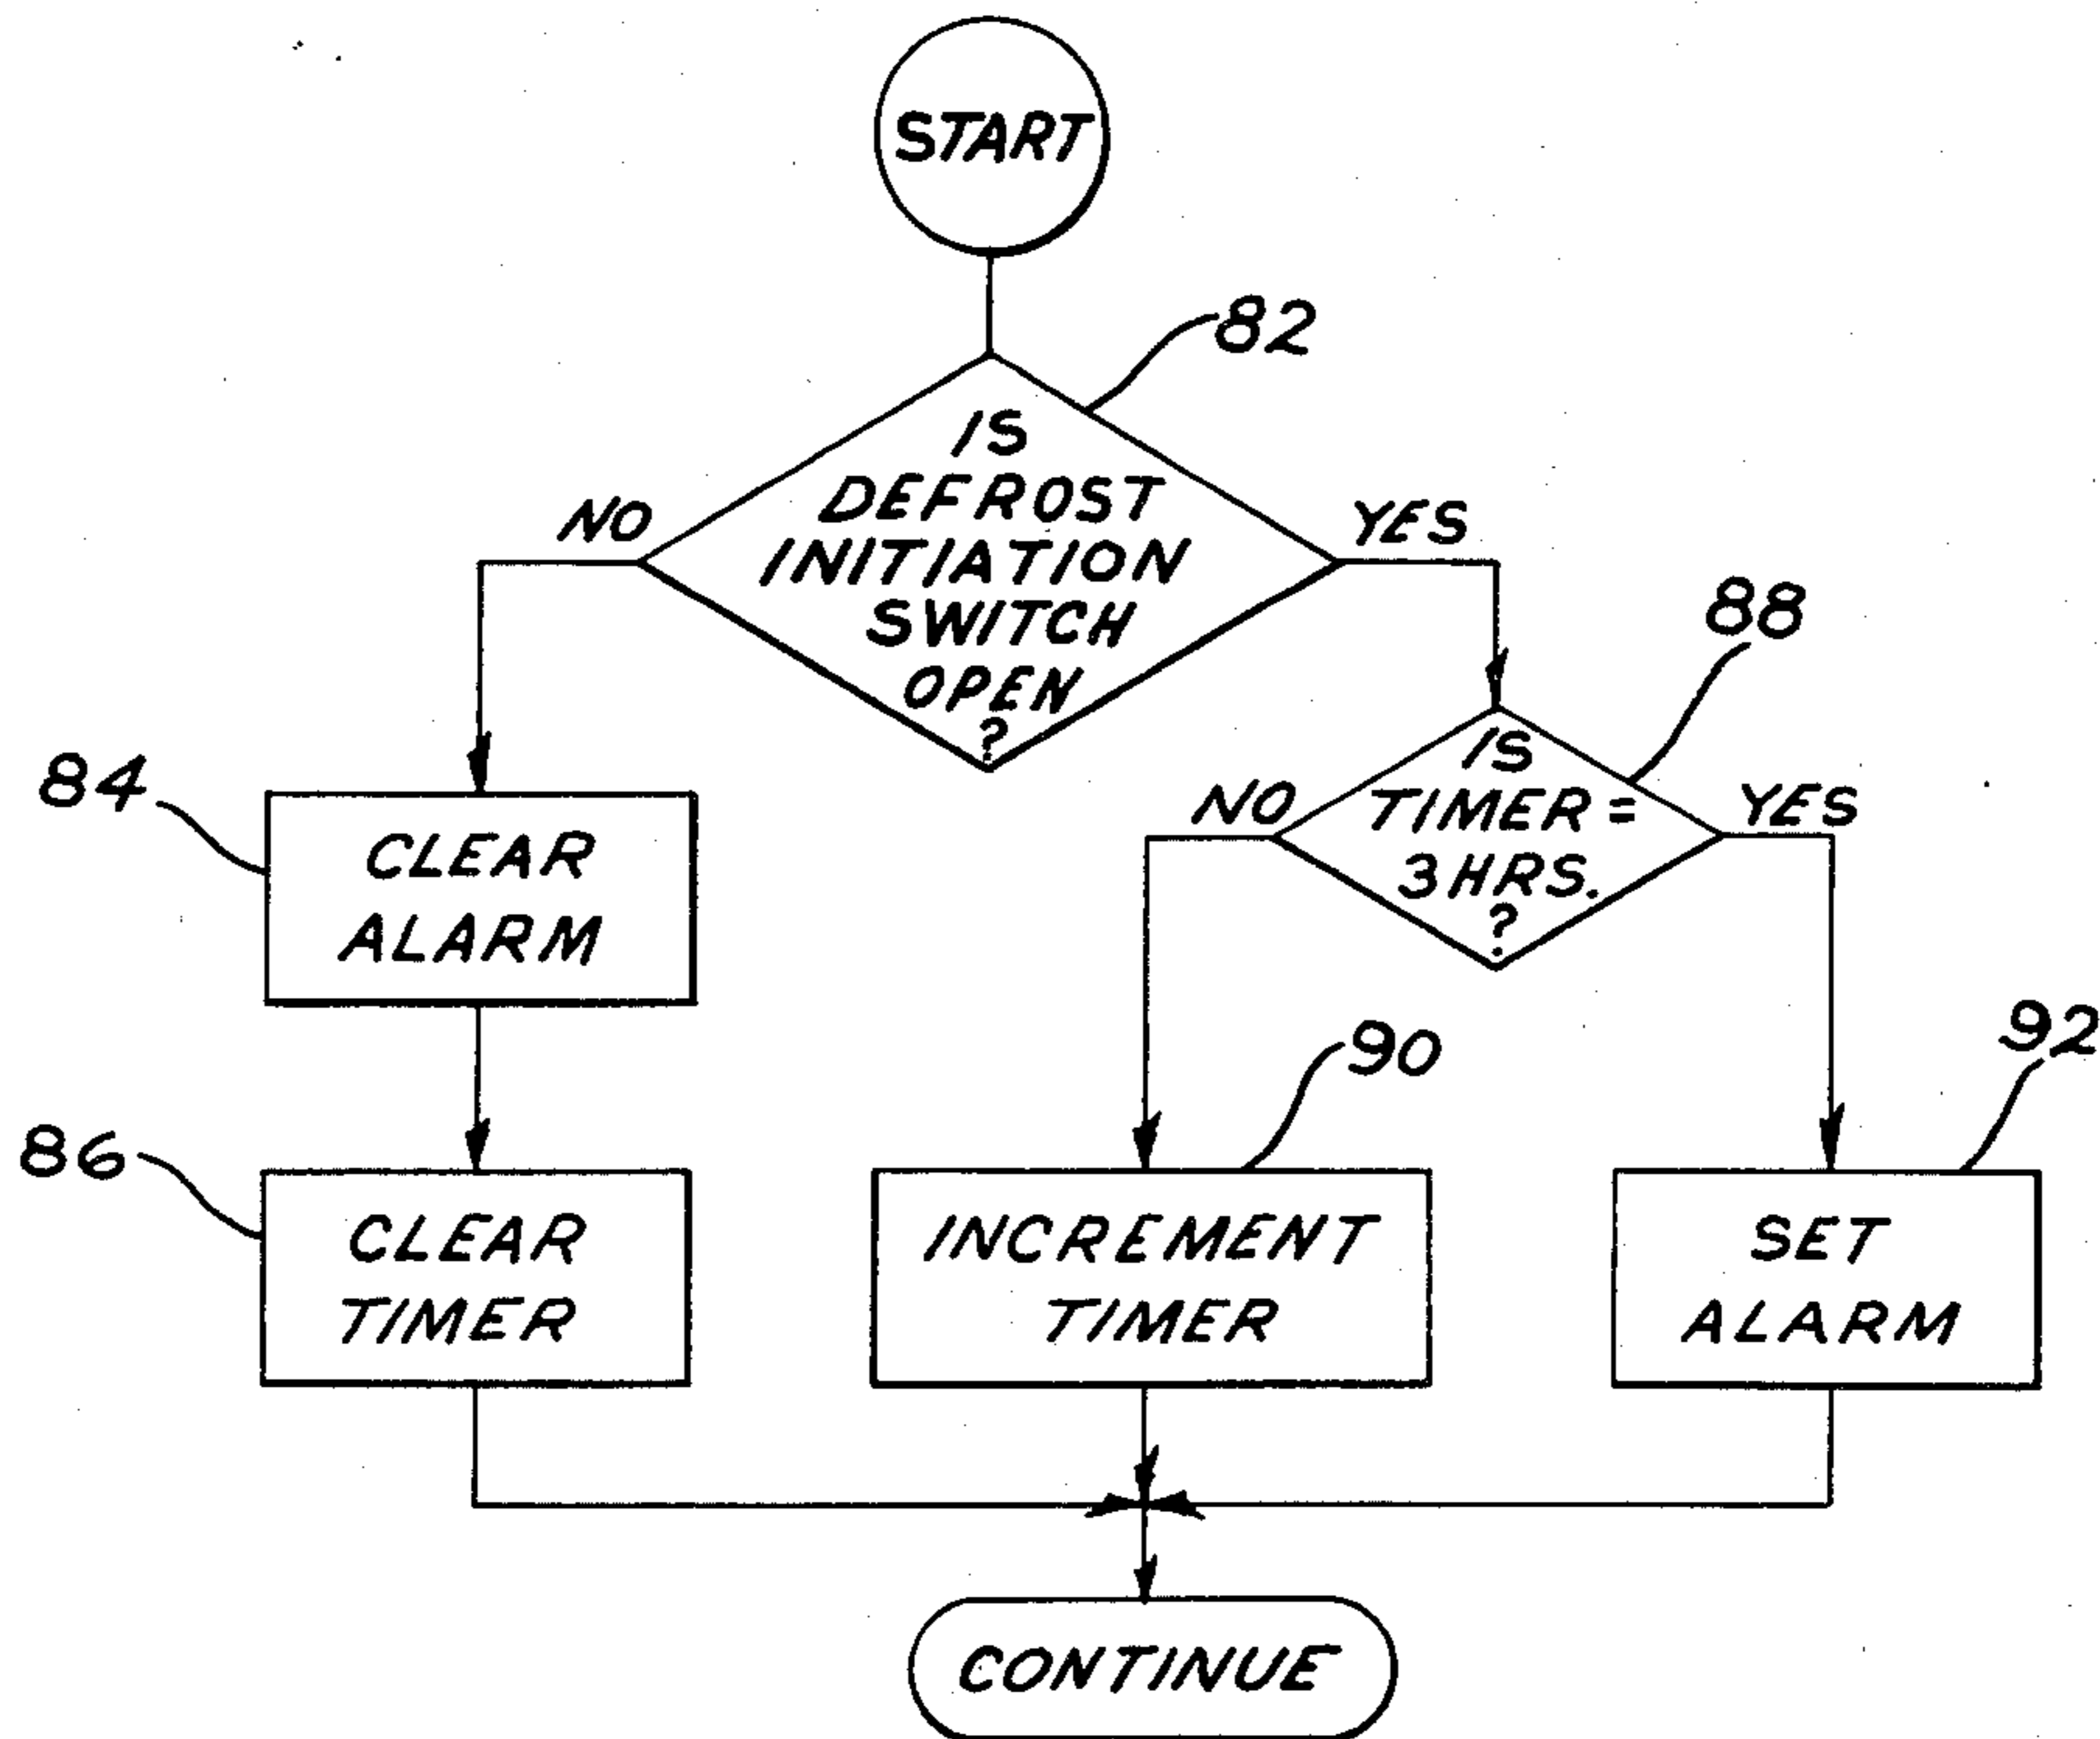 START
82
IS
DEFROST
INITIATION
SWITCH
OPEN
?
NO
YES
88
IS
TIMER =
3 HRS.
?
NO
YES
84
CLEAR
ALARM
90
92
86
CLEAR
TIMER
INCREMENT
TIMER
SET
ALARM
CONTINUE